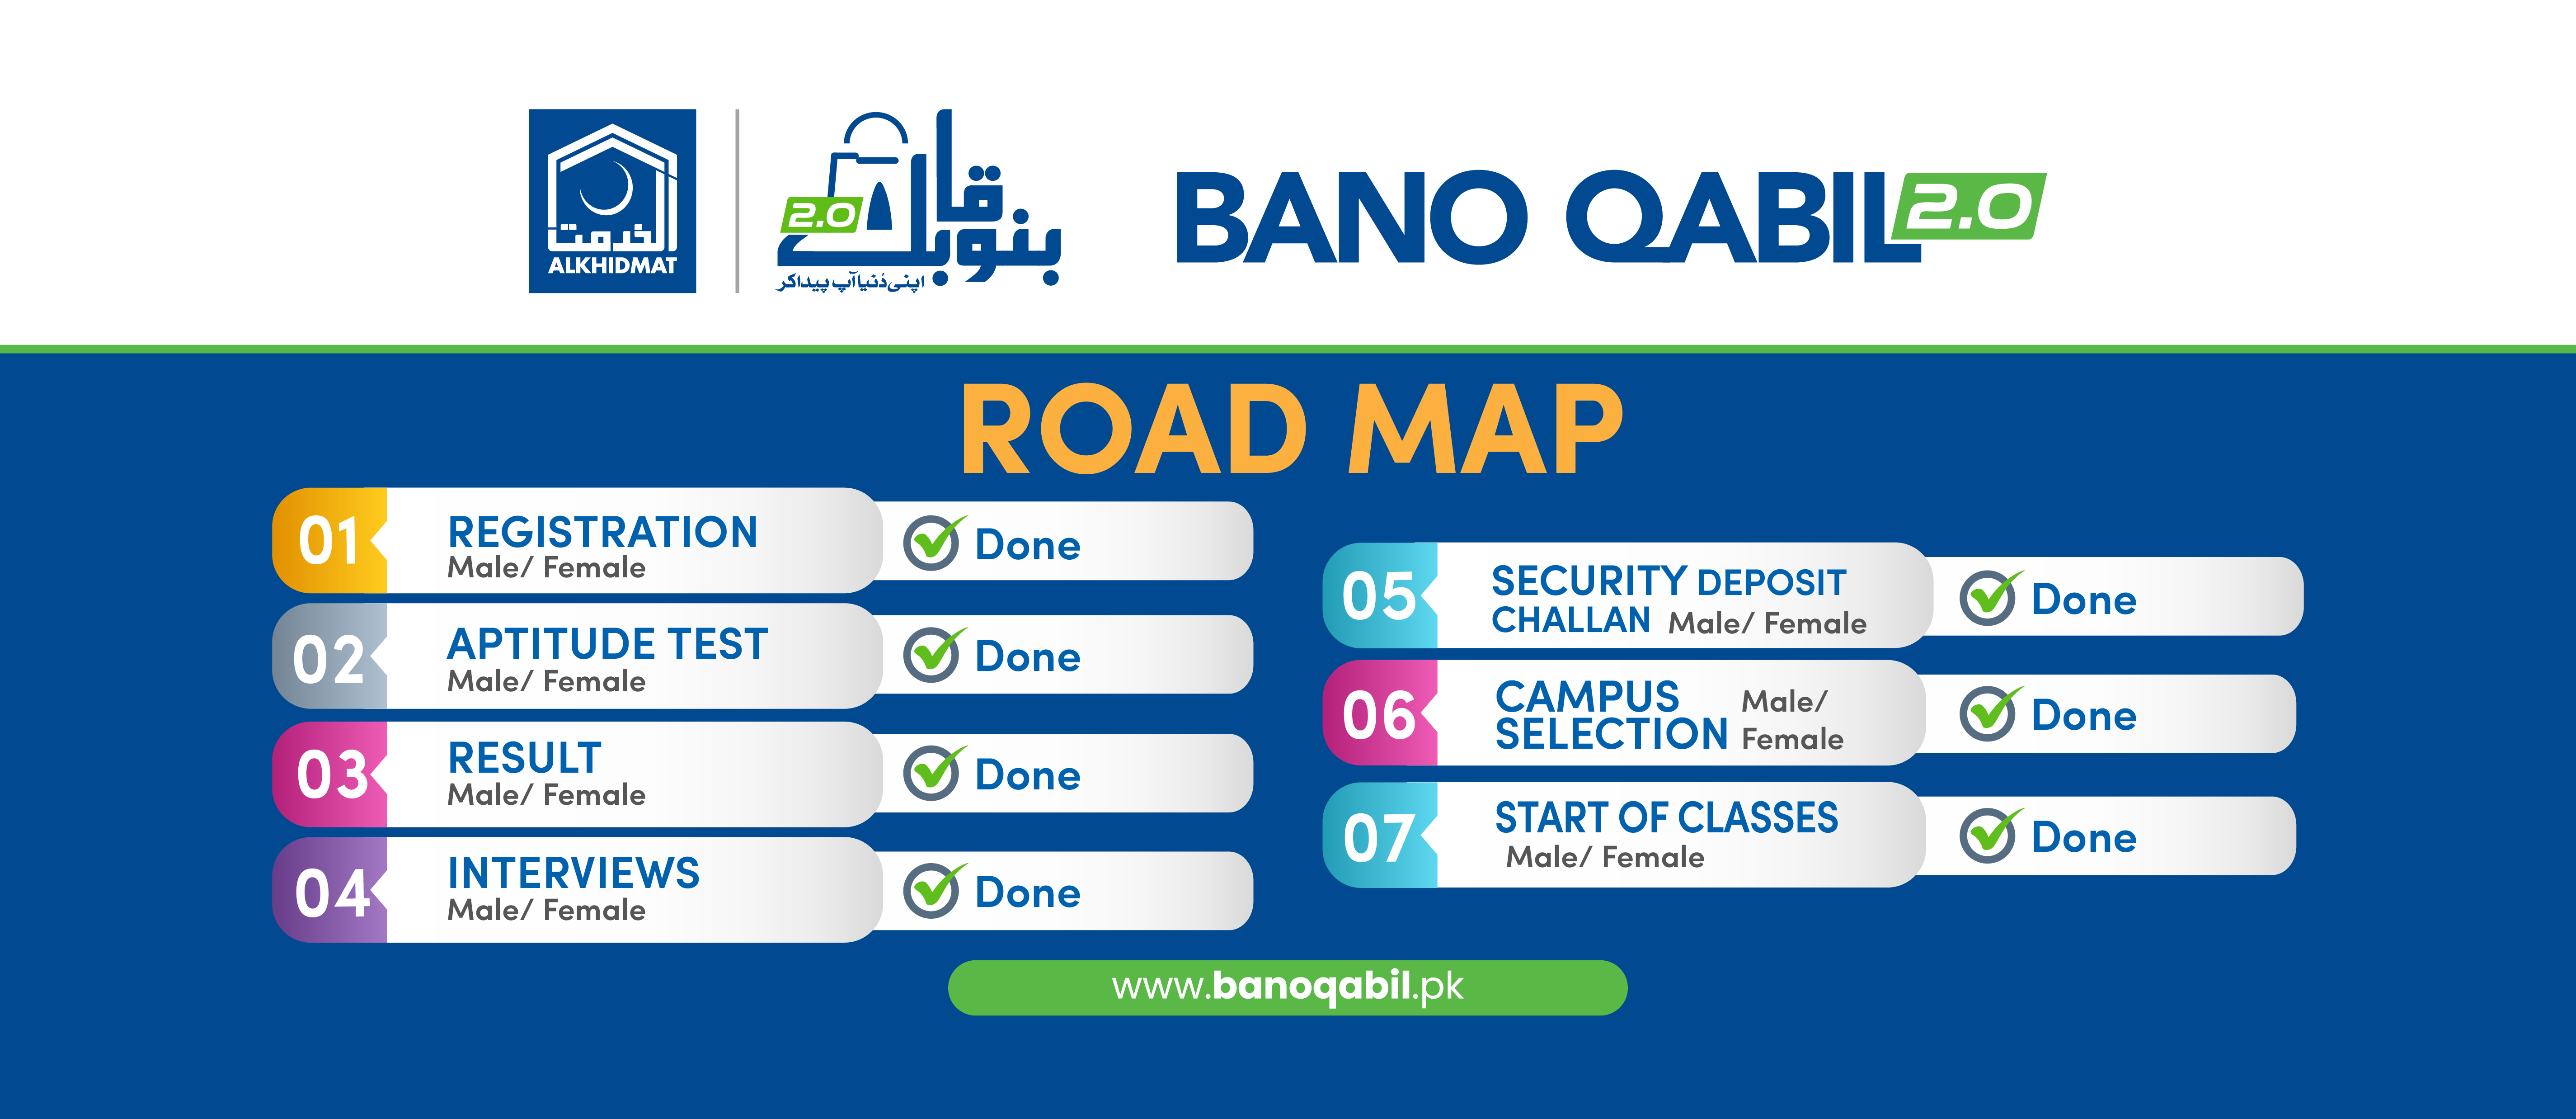 الخدمت
ALKHIDMAT
بنو قابل
2.0
اپنی دُنیا آپ پیدا کر
BANO QABIL 2.0
ROAD MAP
01 REGISTRATION Done
Male/ Female
02 APTITUDE TEST Done
Male/ Female
03 RESULT Done
Male/ Female
04 INTERVIEWS Done
Male/ Female
05 SECURITY DEPOSIT Done
CHALLAN Male/ Female
06 CAMPUS Male/ Done
SELECTION Female
07 START OF CLASSES Done
Male/ Female
www.banoqabil.pk